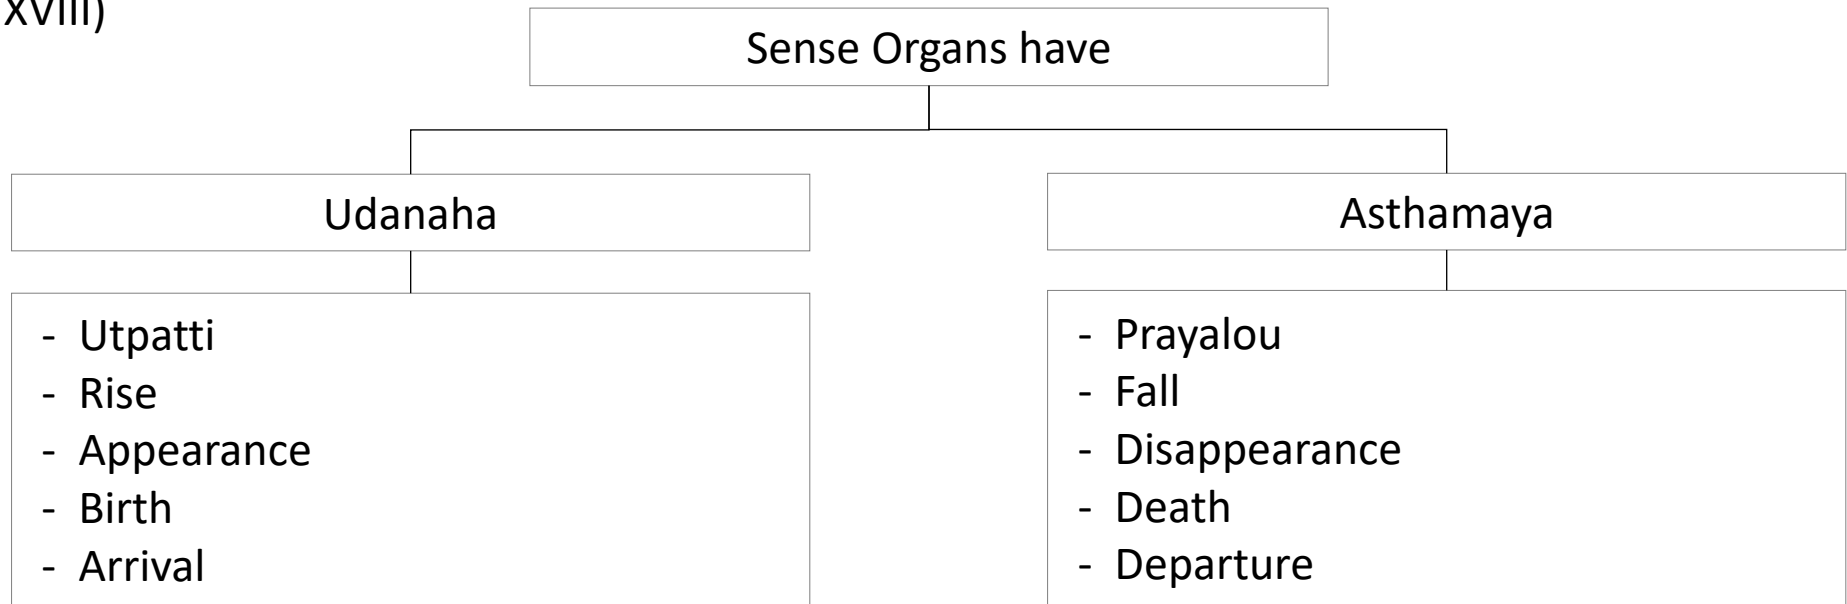 XVIII)
Sense Organs have
Udanaha
Asthamaya
- Utpatti
- Rise
- Appearance
- Birth
- Arrival
- Prayalou
- Fall
- Disappearance
- Death
- Departure